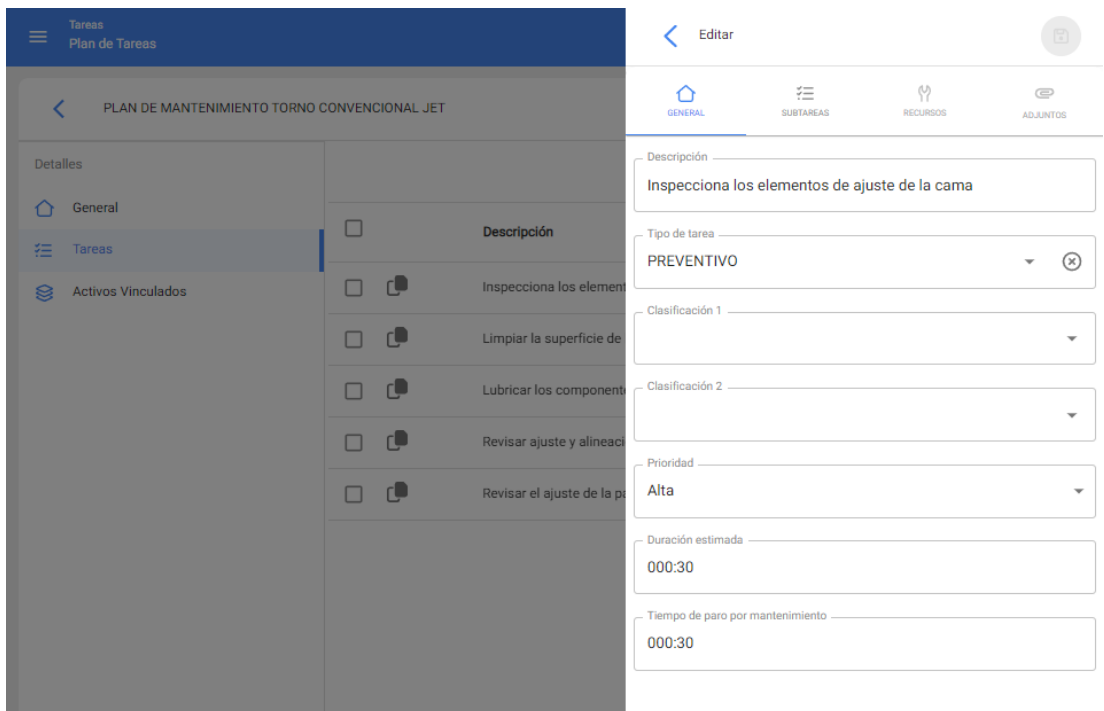 Tareas
Plan de Tareas
PLAN DE MANTENIMIENTO TORNO CONVENCIONAL JET
Detalles
General
Tareas
Activos Vinculados
Descripción
Inspecciona los element
Limpiar la superficie de
Lubricar los component
Revisar ajuste y alineaci
Revisar el ajuste de la pa
Editar
GENERAL
SUBTAREAS
RECURSOS
ADJUNTOS
Descripción
Inspecciona los elementos de ajuste de la cama
Tipo de tarea
PREVENTIVO
Clasificación 1
Clasificación 2
Prioridad
Alta
Duración estimada
000:30
Tiempo de paro por mantenimiento
000:30